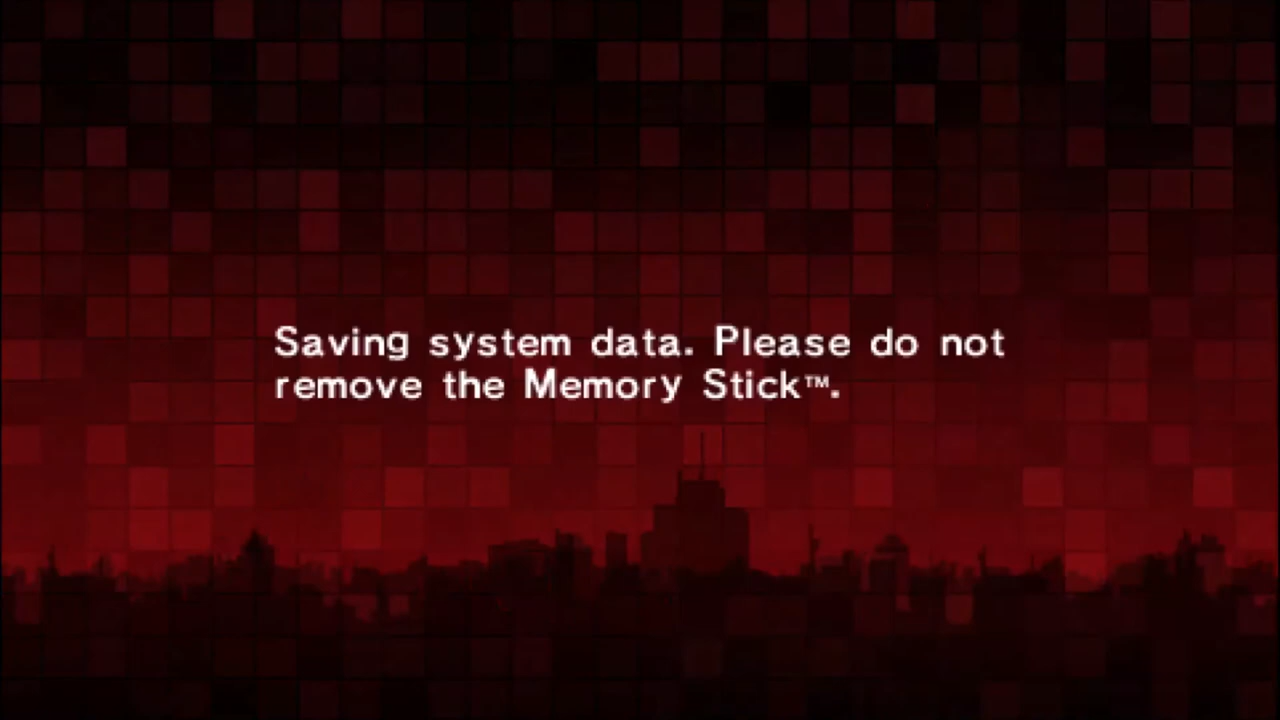 Saving system data. Please do not
remove the Memory Stick™.